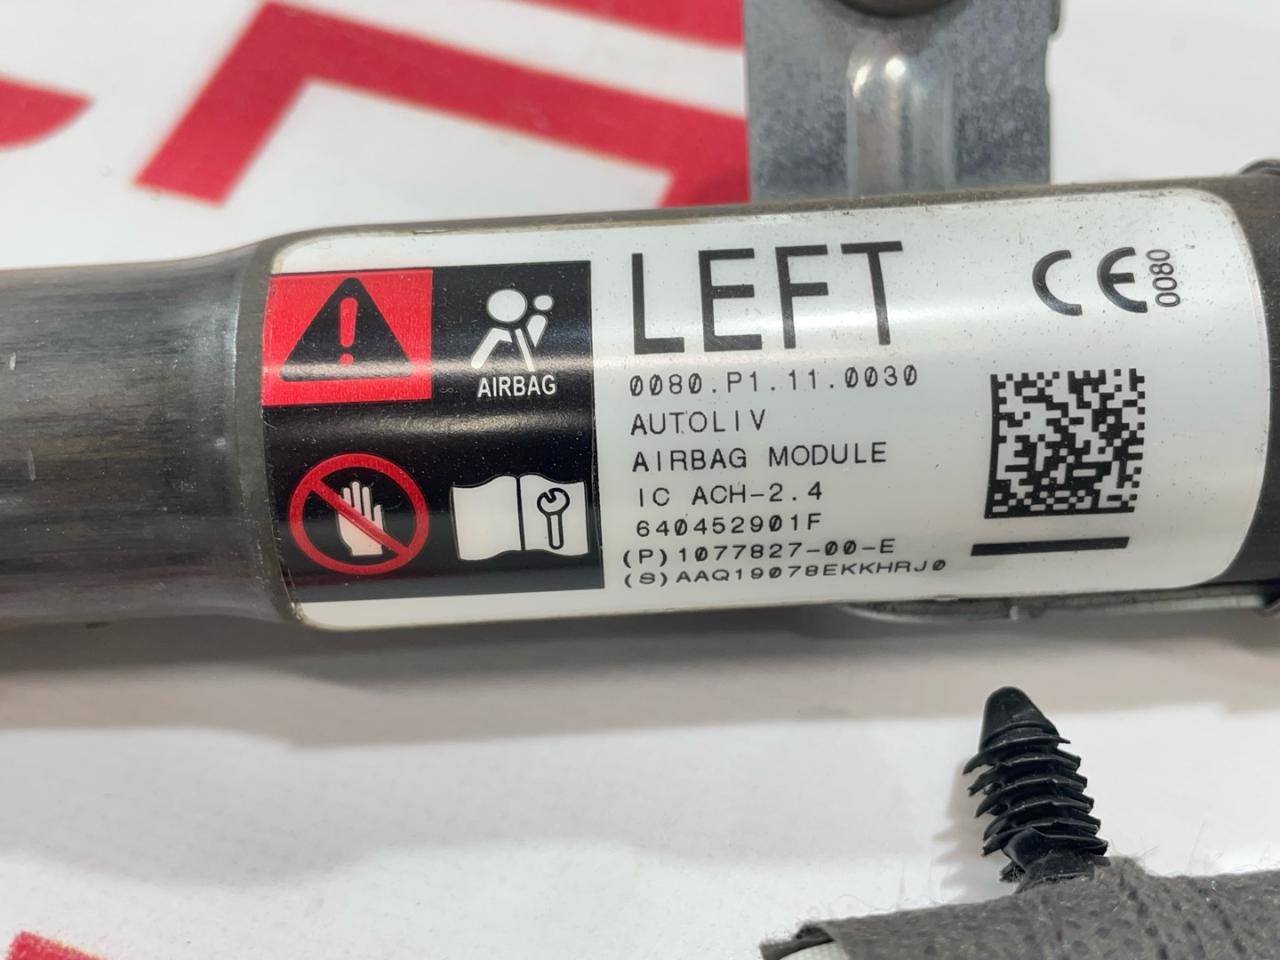 LEFT
CE 0080
0080.P1.11.0030
AUTOLIV
AIRBAG MODULE
IC ACH-2.4
640452901F
(P)1077827-00-E
(S)AAQ19078EKKHRJ0
AIRBAG